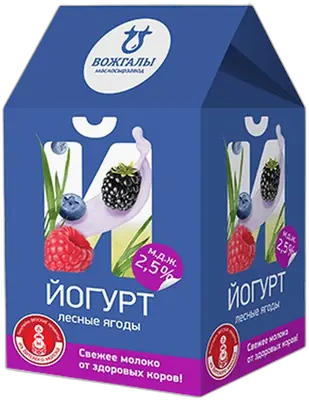 ВОЖГАЛЫ
маслосырзавод
Й
м.д.ж.
2,5%
ЙОГУРТ
лесные ягоды
Свежее молоко
от здоровых коров!
м.д.ж.
2,5%
ЙОГУРТ
лесные ягоды
Свежее молоко
от здоровых коров!